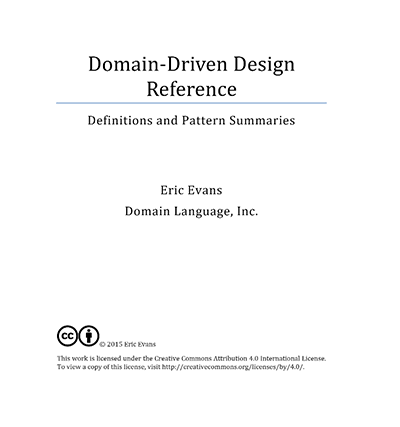 Domain-Driven Design
Reference
Definitions and Pattern Summaries
Eric Evans
Domain Language, Inc.
cc
© 2015 Eric Evans
This work is licensed under the Creative Commons Attribution 4.0 International License.
To view a copy of this license, visit http://creativecommons.org/licenses/by/4.0/.